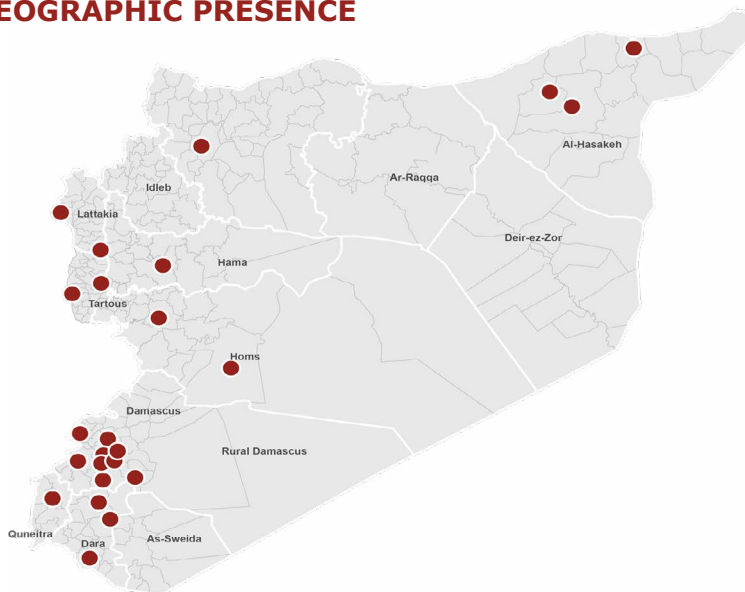 EOGRAPHIC PRESENCE
Al-Hasakeh
Ar-Raqqa
Idleb
Lattakia
Deir-ez-Zor
Hama
Tartous
Homs
Damascus
Rural Damascus
Quneitra
Dara
As-Sweida